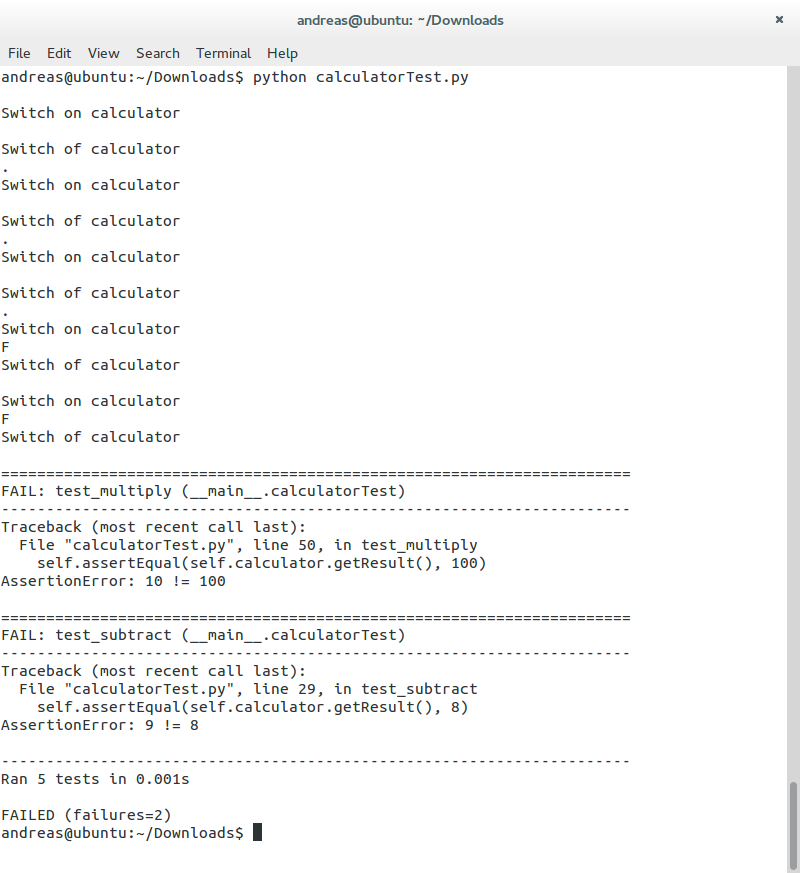 andreas@ubuntu: ~/Downloads ×
File Edit View Search Terminal Help
andreas@ubuntu:~/Downloads$ python calculatorTest.py
Switch on calculator
Switch of calculator
.
Switch on calculator
Switch of calculator
.
Switch on calculator
Switch of calculator
.
Switch on calculator
F
Switch of calculator
Switch on calculator
F
Switch of calculator
======================================================================
FAIL: test_multiply (__main__.calculatorTest)
----------------------------------------------------------------------
Traceback (most recent call last):
  File "calculatorTest.py", line 50, in test_multiply
    self.assertEqual(self.calculator.getResult(), 100)
AssertionError: 10 != 100
======================================================================
FAIL: test_subtract (__main__.calculatorTest)
----------------------------------------------------------------------
Traceback (most recent call last):
  File "calculatorTest.py", line 29, in test_subtract
    self.assertEqual(self.calculator.getResult(), 8)
AssertionError: 9 != 8
----------------------------------------------------------------------
Ran 5 tests in 0.001s
FAILED (failures=2)
andreas@ubuntu:~/Downloads$